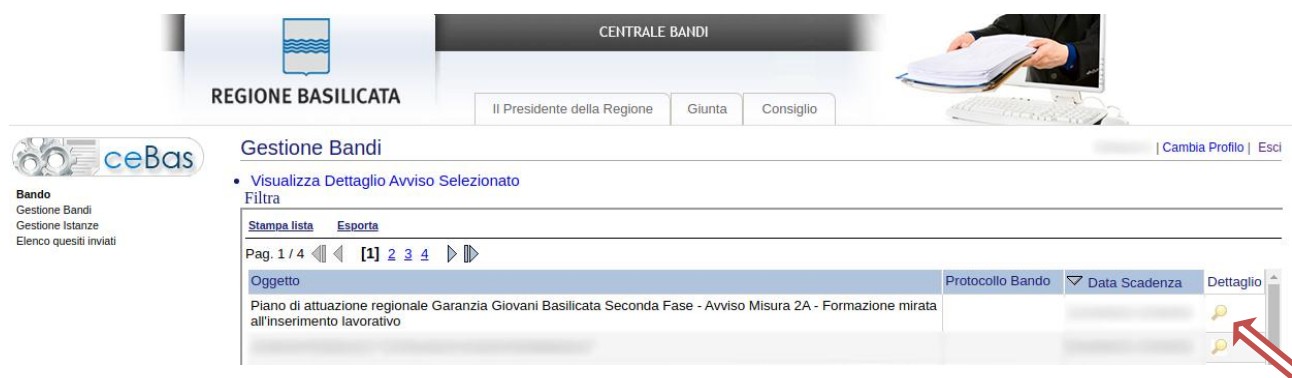 CENTRALE BANDI
REGIONE BASILICATA
Il Presidente della Regione Giunta Consiglio
ceBas
Gestione Bandi
| Cambia Profilo | Esci
Bando
Gestione Bandi
Gestione Istanze
Elenco quesiti inviati
• Visualizza Dettaglio Avviso Selezionato
Filtra
Stampa lista Esporta
Pag. 1 / 4 [1] 2 3 4
Oggetto Protocollo Bando Data Scadenza Dettaglio
Piano di attuazione regionale Garanzia Giovani Basilicata Seconda Fase - Avviso Misura 2A - Formazione mirata
all'inserimento lavorativo